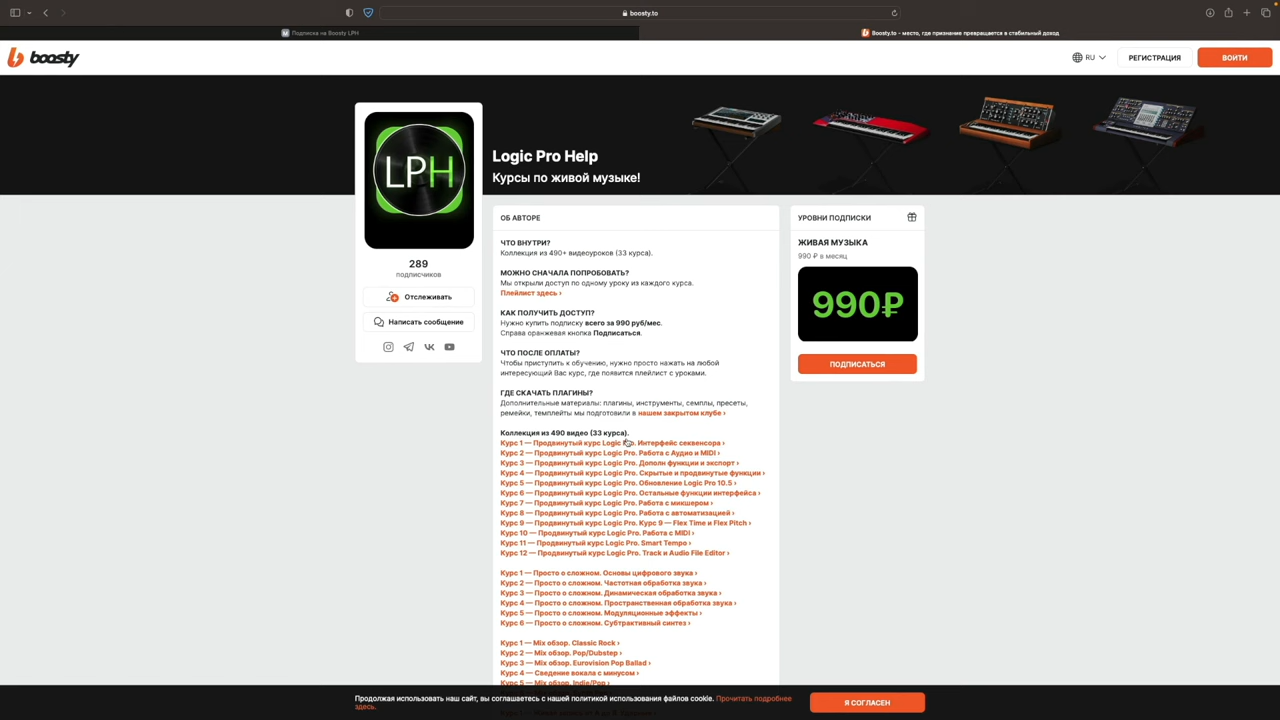 boosty.to
Подписка на Boosty LPH
Boosty.to – место, где признание превращается в стабильный доход
boosty
RU
РЕГИСТРАЦИЯ
ВОЙТИ
LPH
Logic Pro Help
Курсы по живой музыке!
289
подписчиков
Отслеживать
Написать сообщение
ОБ АВТОРЕ
ЧТО ВНУТРИ?
Коллекция из 490+ видеоуроков (33 курса).
МОЖНО СНАЧАЛА ПОПРОБОВАТЬ?
Мы открыли доступ по одному уроку из каждого курса.
Плейлист здесь ›
КАК ПОЛУЧИТЬ ДОСТУП?
Нужно купить подписку всего за 990 руб/мес.
Справа оранжевая кнопка Подписаться.
ЧТО ПОСЛЕ ОПЛАТЫ?
Чтобы приступить к обучению, нужно просто нажать на любой
интересующий Вас курс, где появится плейлист с уроками.
ГДЕ СКАЧАТЬ ПЛАГИНЫ?
Дополнительные материалы: плагины, инструменты, семплы, пресеты,
ремейки, темплейты мы подготовили в нашем закрытом клубе ›
Коллекция из 490 видео (33 курса).
Курс 1 — Продвинутый курс Logic Pro. Интерфейс секвенсора ›
Курс 2 — Продвинутый курс Logic Pro. Работа с Аудио и MIDI ›
Курс 3 — Продвинутый курс Logic Pro. Дополн функции и экспорт ›
Курс 4 — Продвинутый курс Logic Pro. Скрытые и продвинутые функции ›
Курс 5 — Продвинутый курс Logic Pro. Обновление Logic Pro 10.5 ›
Курс 6 — Продвинутый курс Logic Pro. Остальные функции интерфейса ›
Курс 7 — Продвинутый курс Logic Pro. Работа с микшером ›
Курс 8 — Продвинутый курс Logic Pro. Работа с автоматизацией ›
Курс 9 — Продвинутый курс Logic Pro. Курс 9 — Flex Time и Flex Pitch ›
Курс 10 — Продвинутый курс Logic Pro. Работа с MIDI ›
Курс 11 — Продвинутый курс Logic Pro. Smart Tempo ›
Курс 12 — Продвинутый курс Logic Pro. Track и Audio File Editor ›
Курс 1 — Просто о сложном. Основы цифрового звука ›
Курс 2 — Просто о сложном. Частотная обработка звука ›
Курс 3 — Просто о сложном. Динамическая обработка звука ›
Курс 4 — Просто о сложном. Пространственная обработка звука ›
Курс 5 — Просто о сложном. Модуляционные эффекты ›
Курс 6 — Просто о сложном. Субтрактивный синтез ›
Курс 1 — Mix обзор. Classic Rock ›
Курс 2 — Mix обзор. Pop/Dubstep ›
Курс 3 — Mix обзор. Eurovision Pop Ballad ›
Курс 4 — Сведение вокала с минусом ›
Курс 5 — Mix обзор. Indie/Pop ›
УРОВНИ ПОДПИСКИ
ЖИВАЯ МУЗЫКА
990 ₽ в месяц
990₽
ПОДПИСАТЬСЯ
Продолжая использовать наш сайт, вы соглашаетесь с нашей политикой использования файлов cookie. Прочитать подробнее
здесь.
Я СОГЛАСЕН